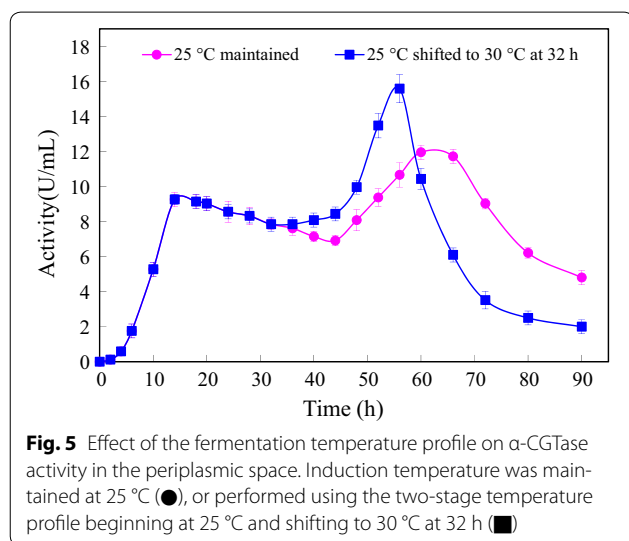 18
16
14
12
10
8
6
4
2
0
Activity(U/mL)
25 °C maintained
25 °C shifted to 30 °C at 32 h
0 10 20 30 40 50 60 70 80 90
Time (h)
Fig. 5 Effect of the fermentation temperature profile on α-CGTase
activity in the periplasmic space. Induction temperature was main-
tained at 25 °C (●), or performed using the two-stage temperature
profile beginning at 25 °C and shifting to 30 °C at 32 h (■)